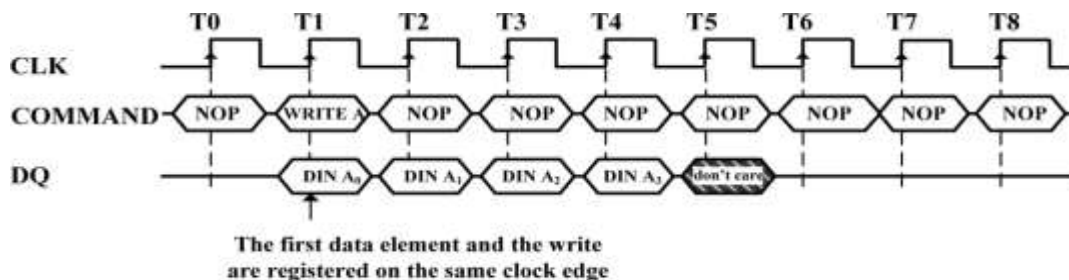 T0 T1 T2 T3 T4 T5 T6 T7 T8
CLK
COMMAND NOP WRITE A NOP NOP NOP NOP NOP NOP NOP
DQ DIN A₀ DIN A₁ DIN A₂ DIN A₃ don't care
The first data element and the write
are registered on the same clock edge